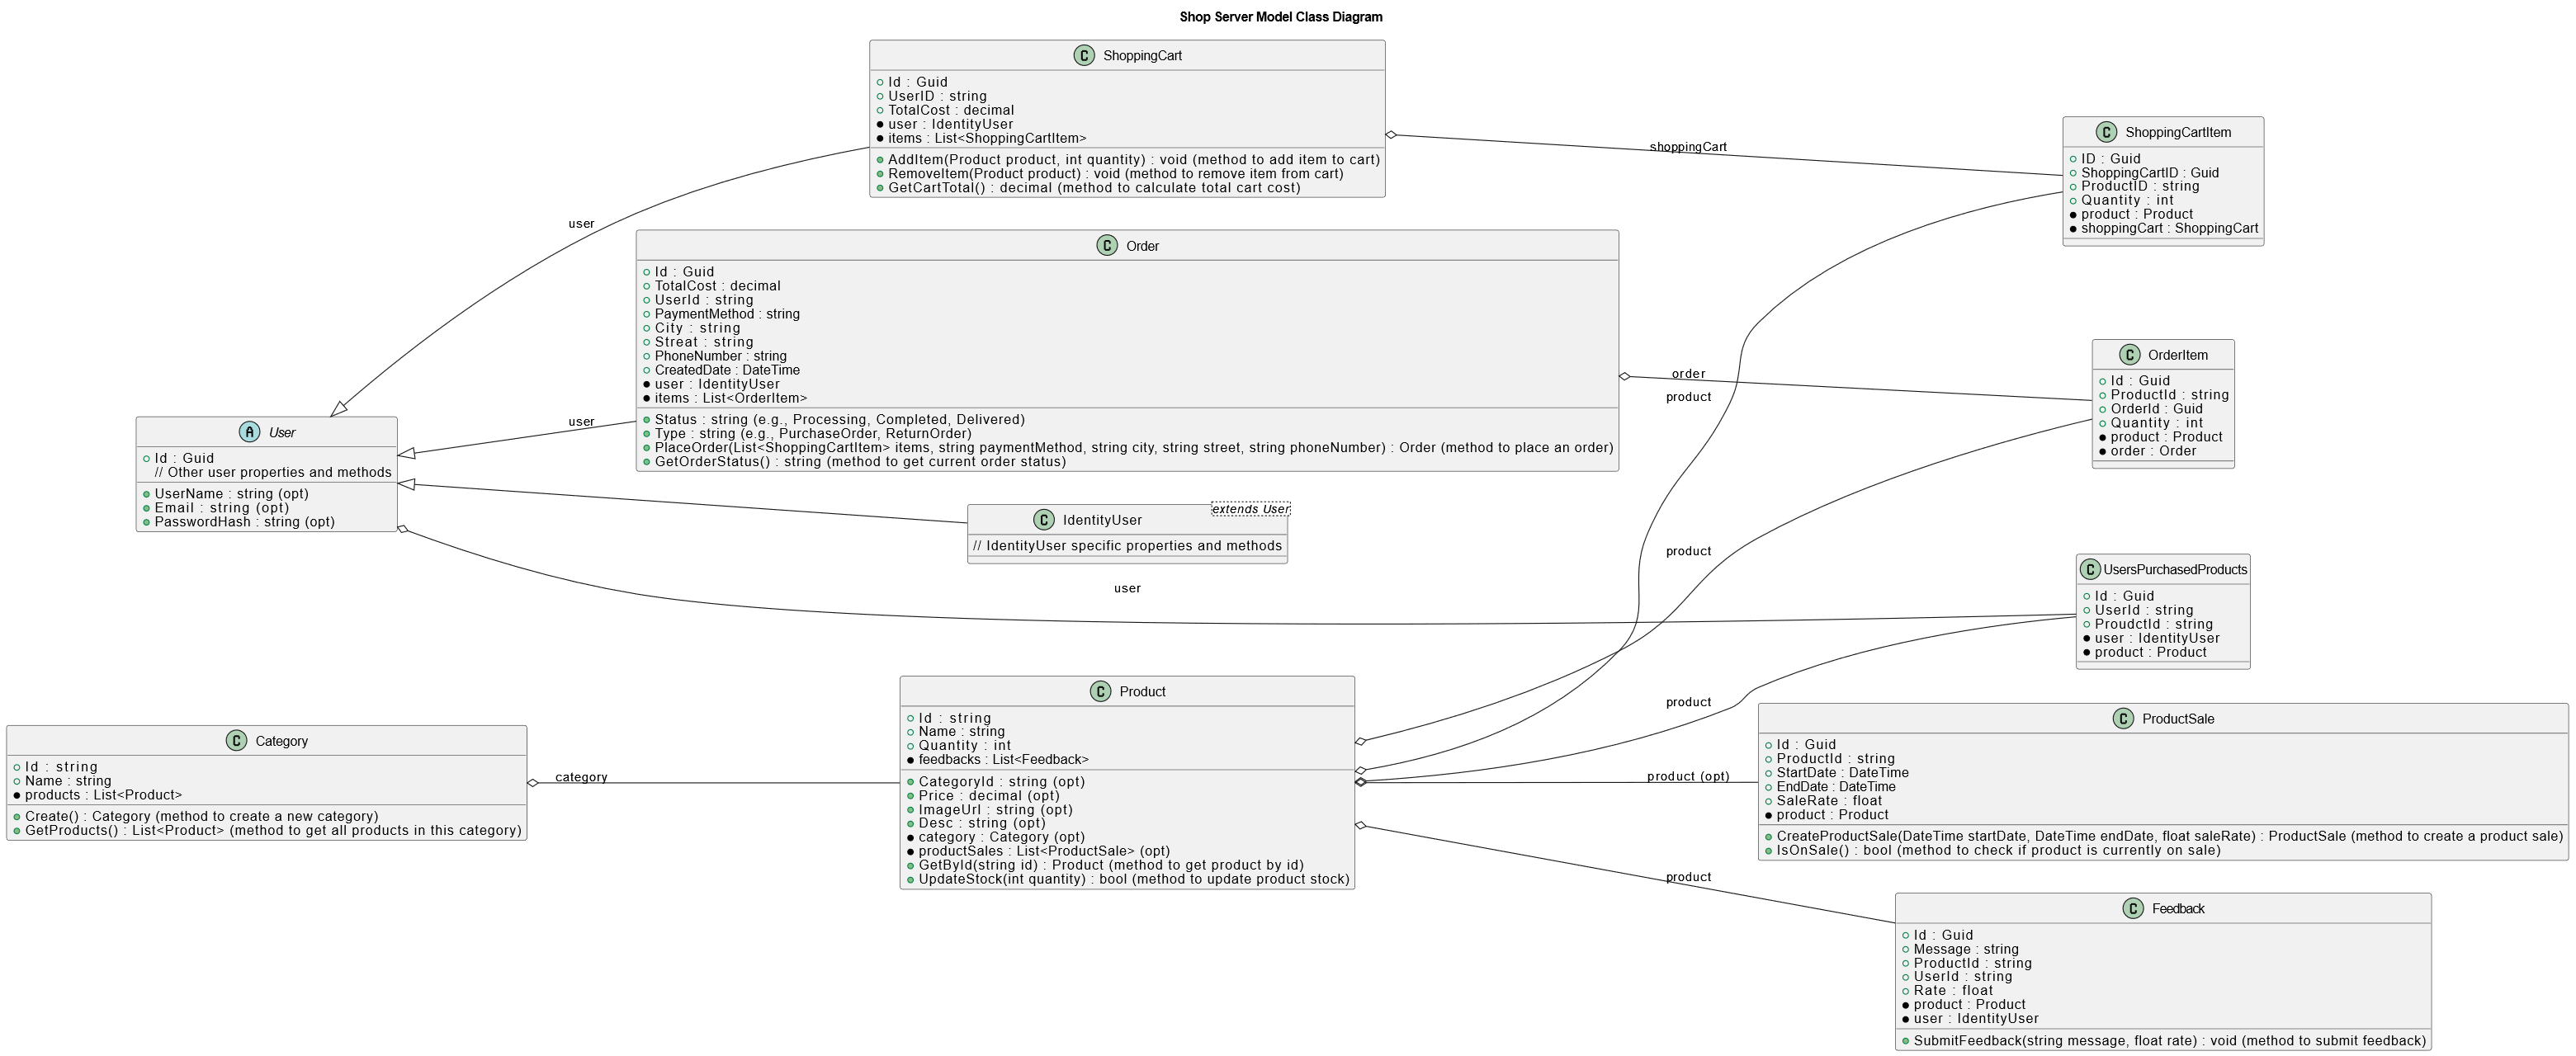 Shop Server Model Class Diagram
C ShoppingCart
Id : Guid
UserID : string
TotalCost : decimal
user : IdentityUser
items : List<ShoppingCartItem>
AddItem(Product product, int quantity) : void (method to add item to cart)
RemoveItem(Product product) : void (method to remove item from cart)
GetCartTotal() : decimal (method to calculate total cart cost)
shoppingCart
C ShoppingCartItem
ID : Guid
ShoppingCartID : Guid
ProductID : string
Quantity : int
product : Product
shoppingCart : ShoppingCart
user
C Order
Id : Guid
TotalCost : decimal
UserId : string
PaymentMethod : string
City : string
Streat : string
PhoneNumber : string
CreatedDate : DateTime
user : IdentityUser
items : List<OrderItem>
Status : string (e.g., Processing, Completed, Delivered)
Type : string (e.g., PurchaseOrder, ReturnOrder)
PlaceOrder(List<ShoppingCartItem> items, string paymentMethod, string city, string street, string phoneNumber) : Order (method to place an order)
GetOrderStatus() : string (method to get current order status)
order
product
C OrderItem
Id : Guid
ProductId : string
OrderId : Guid
Quantity : int
product : Product
order : Order
A User
Id : Guid
// Other user properties and methods
UserName : string (opt)
Email : string (opt)
PasswordHash : string (opt)
user
C IdentityUser
extends User
// IdentityUser specific properties and methods
product
user
C UsersPurchasedProducts
Id : Guid
UserId : string
ProudctId : string
user : IdentityUser
product : Product
C Category
Id : string
Name : string
products : List<Product>
Create() : Category (method to create a new category)
GetProducts() : List<Product> (method to get all products in this category)
category
C Product
Id : string
Name : string
Quantity : int
feedbacks : List<Feedback>
CategoryId : string (opt)
Price : decimal (opt)
ImageUrl : string (opt)
Desc : string (opt)
category : Category (opt)
productSales : List<ProductSale> (opt)
GetById(string id) : Product (method to get product by id)
UpdateStock(int quantity) : bool (method to update product stock)
product
product (opt)
product
C ProductSale
Id : Guid
ProductId : string
StartDate : DateTime
EndDate : DateTime
SaleRate : float
product : Product
CreateProductSale(DateTime startDate, DateTime endDate, float saleRate) : ProductSale (method to create a product sale)
IsOnSale() : bool (method to check if product is currently on sale)
C Feedback
Id : Guid
Message : string
ProductId : string
UserId : string
Rate : float
product : Product
user : IdentityUser
SubmitFeedback(string message, float rate) : void (method to submit feedback)